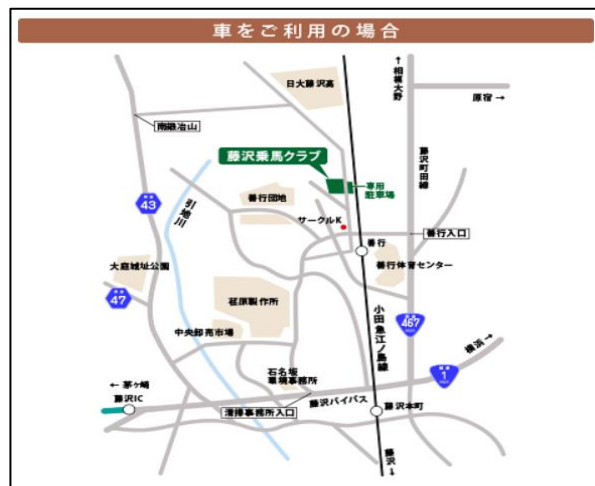 車をご利用の場合
日大藤沢高
↑相模大野
原宿→
南鍛冶山
藤沢町田線
藤沢乗馬クラブ
専用
駐車場
43
引地川
善行団地
サークルK
善行入口
善行
大庭城址公園
善行体育センター
47
荏原製作所
467
小田急江ノ島線
中央卸売市場
横浜→
石名坂
環境事務所
1
←茅ヶ崎
藤沢IC
藤沢バイパス
藤沢本町
清掃事務所入口
藤沢↓